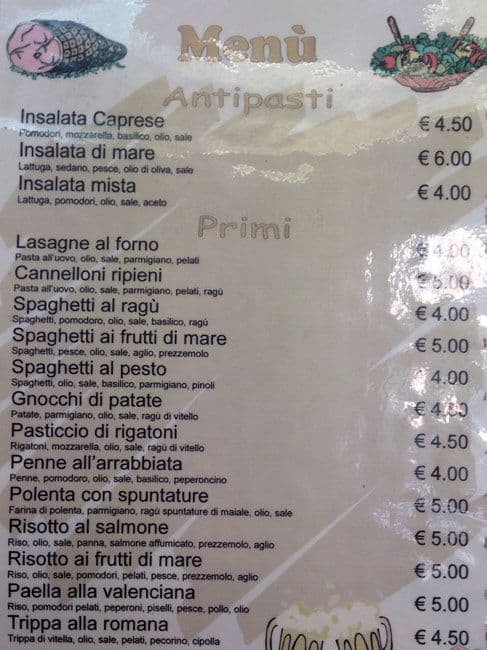 Menù
Antipasti
Insalata Caprese € 4.50
Pomodori, mozzarella, basilico, olio, sale
Insalata di mare € 6.00
Lattuga, sedano, pesce, olio di oliva, sale
Insalata mista € 4.00
Lattuga, pomodori, olio, sale, aceto
Primi
Lasagne al forno € 4.00
Pasta all'uovo, olio, sale, parmigiano, pelati
Cannelloni ripieni € 5.00
Pasta all'uovo, olio, sale, parmigiano, pelati, ragú
Spaghetti al ragù € 4.00
Spaghetti, pomodoro, olio, sale, basilico, ragù
Spaghetti ai frutti di mare € 5.00
Spaghetti, pesce, olio, sale, aglio, prezzemolo
Spaghetti al pesto € 4.00
Spaghetti, olio, sale, basilico, parmigiano, pinoli
Gnocchi di patate € 4.00
Patate, parmigiano, olio, sale, ragù di vitello
Pasticcio di rigatoni € 4.50
Rigatoni, mozzarella, olio, sale, ragù di vitello
Penne all'arrabbiata € 4.00
Penne, pomodoro, olio, sale, basilico, peperoncino
Polenta con spuntature € 5.00
Farina di polenta, parmigiano, ragù spuntature di maiale, olio, sale
Risotto al salmone € 5.00
Riso, olio, sale, panna, salmone affumicato, prezzemolo, aglio
Risotto ai frutti di mare € 5.00
Riso, olio, sale, pomodori, pelati, pesce, prezzemolo, aglio
Paella alla valenciana € 5.00
Riso, pomodori pelati, peperoni, piselli, pesce, pollo, olio
Trippa alla romana € 4.50
Trippa di vitella, olio, sale, pelati, pecorino, cipolla